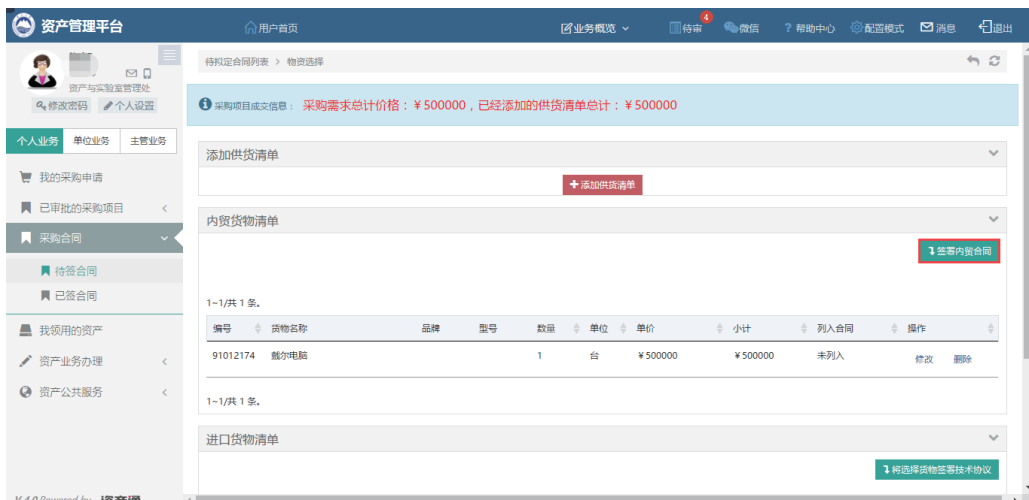 资产管理平台
用户首页
业务概览
待审
4
微信
? 帮助中心
配置模式
消息
退出
资产与实验室管理处
修改密码
个人设置
个人业务
单位业务
主管业务
我的采购申请
已审批的采购项目
采购合同
待签合同
已签合同
我领用的资产
资产业务办理
资产公共服务
待拟定合同列表 > 物资选择
采购项目成交信息: 采购需求总计价格:¥500000,已经添加的供货清单总计:¥500000
添加供货清单
+ 添加供货清单
内贸货物清单
签署内贸合同
1~1/共 1 条。
编号 货物名称 品牌 型号 数量 单位 单价 小计 列入合同 操作
91012174 戴尔电脑 1 台 ¥500000 ¥500000 未列入 修改 删除
1~1/共 1 条。
进口货物清单
将选择货物签署技术协议